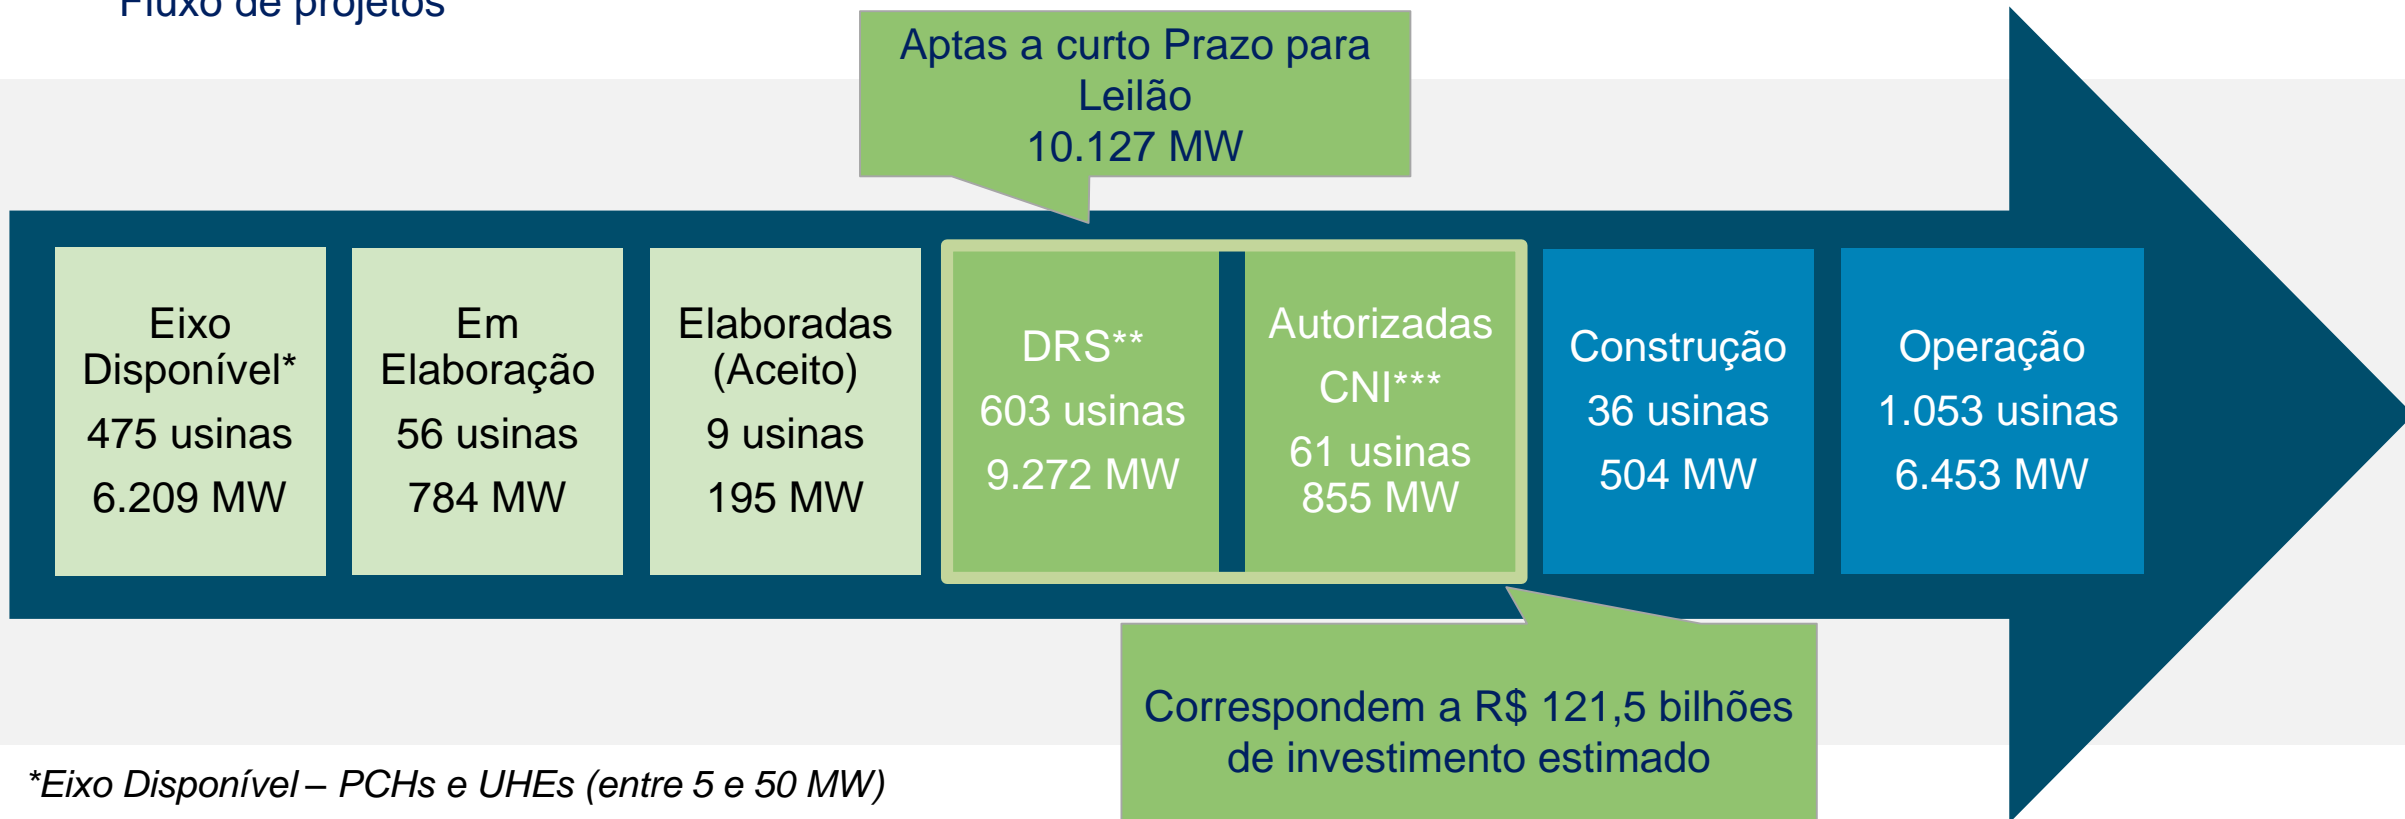 Fluxo de projetos
Aptas a curto Prazo para
Leilão
10.127 MW
Eixo
Disponível*
475 usinas
6.209 MW
Em
Elaboração
56 usinas
784 MW
Elaboradas
(Aceito)
9 usinas
195 MW
DRS**
603 usinas
9.272 MW
Autorizadas
CNI***
61 usinas
855 MW
Construção
36 usinas
504 MW
Operação
1.053 usinas
6.453 MW
Correspondem a R$ 121,5 bilhões
de investimento estimado
*Eixo Disponível – PCHs e UHEs (entre 5 e 50 MW)